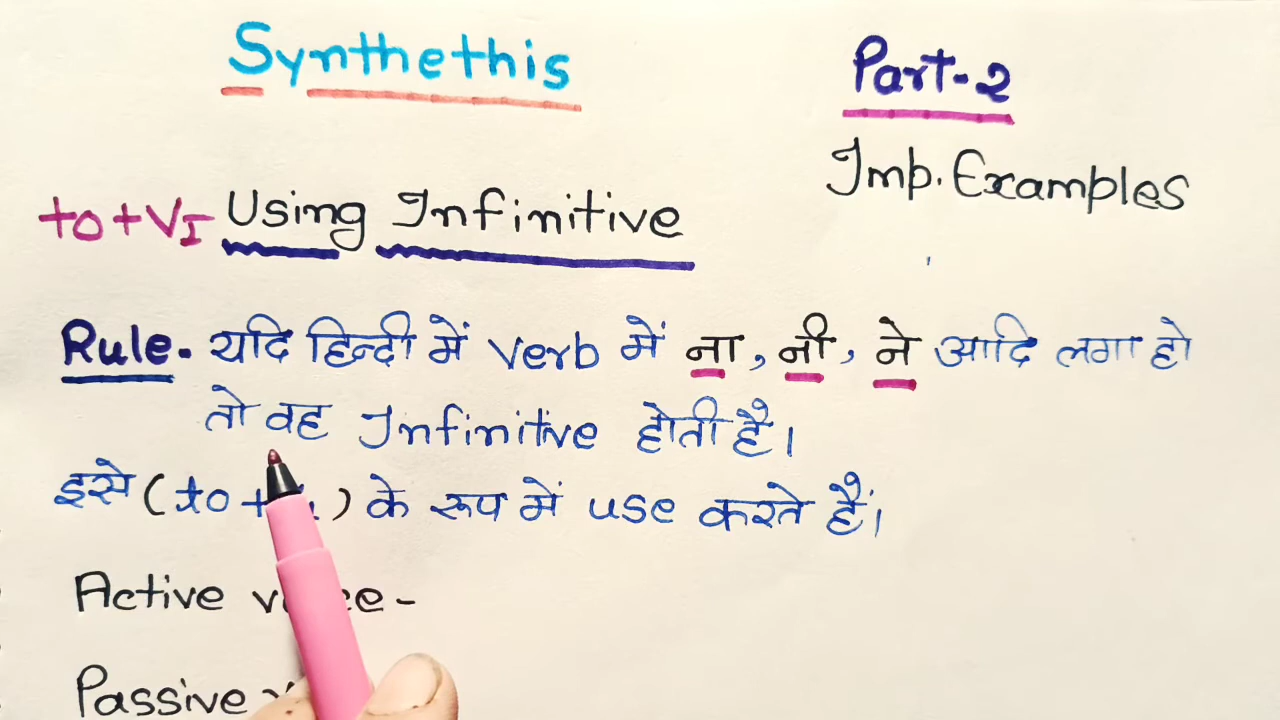 Synthethis
Part-2
Imp. Examples
to+V1 Using Infinitive
Rule. यदि हिन्दी में verb में ना, नी, ने आदि लगा हो
तो वह Infinitive होती है।
इसे (to + ) के रूप में use करते हैं।
Active -
Passive